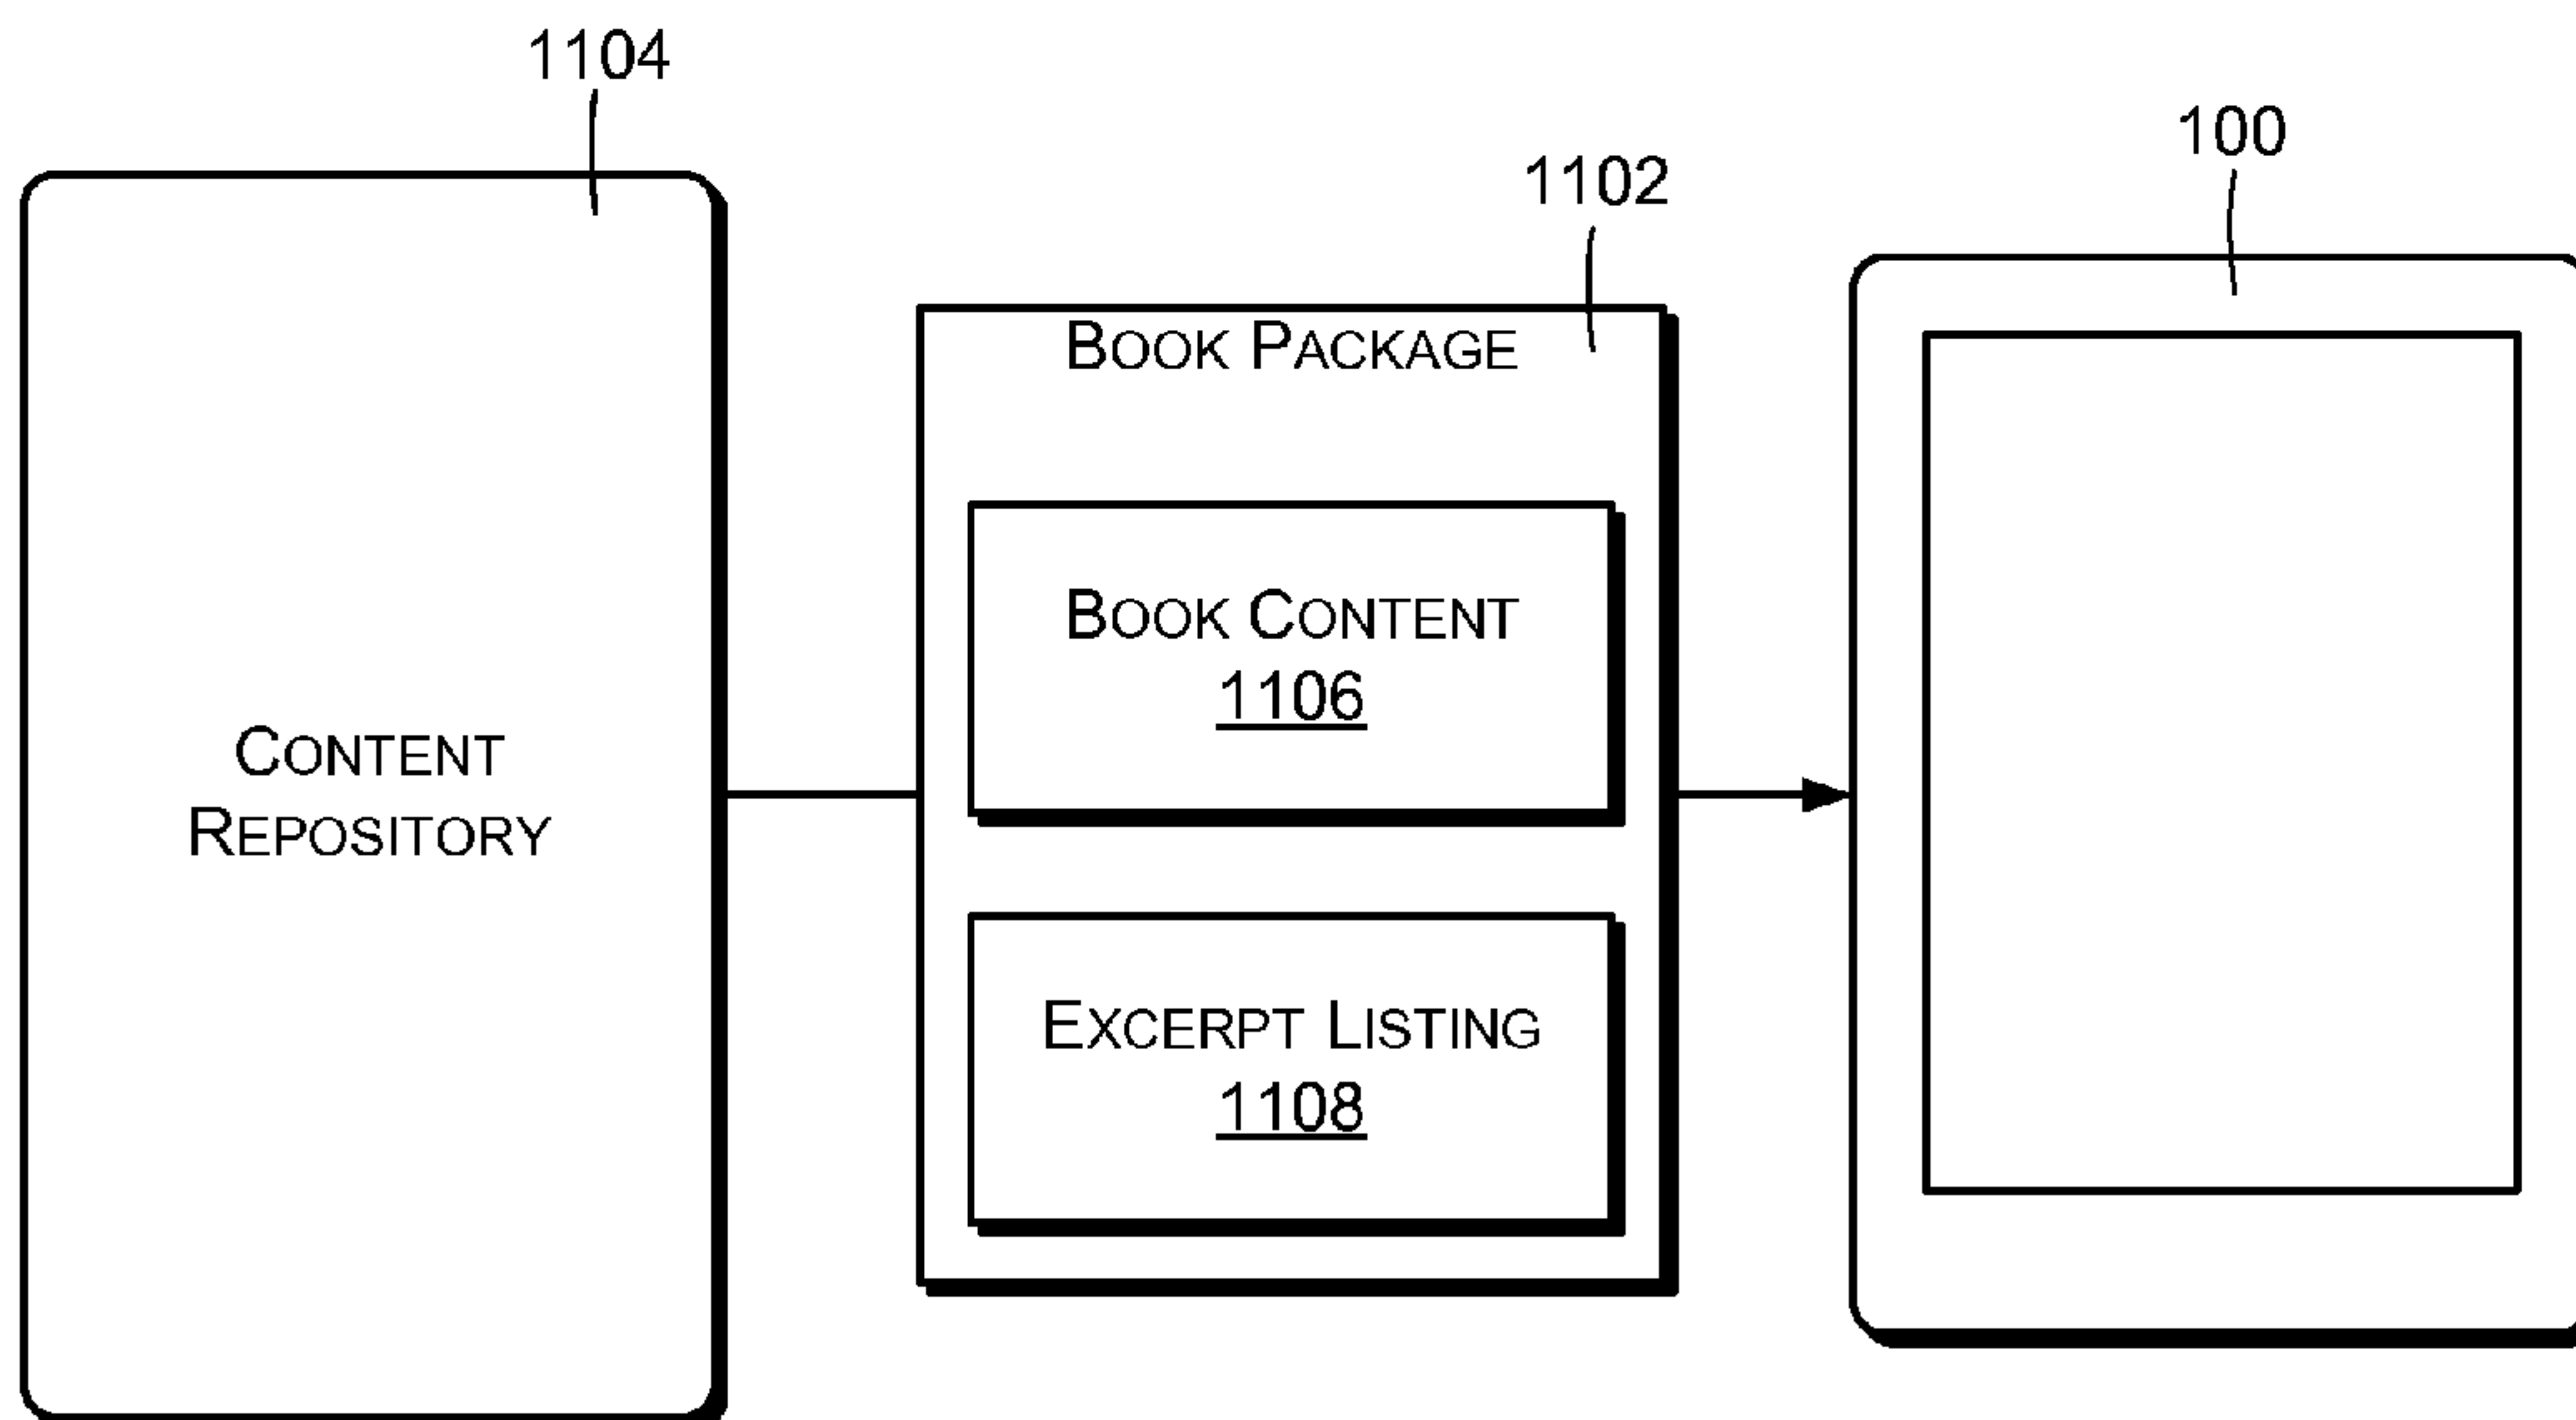 1104
100
1102
BOOK PACKAGE
BOOK CONTENT
1106
CONTENT
REPOSITORY
EXCERPT LISTING
1108